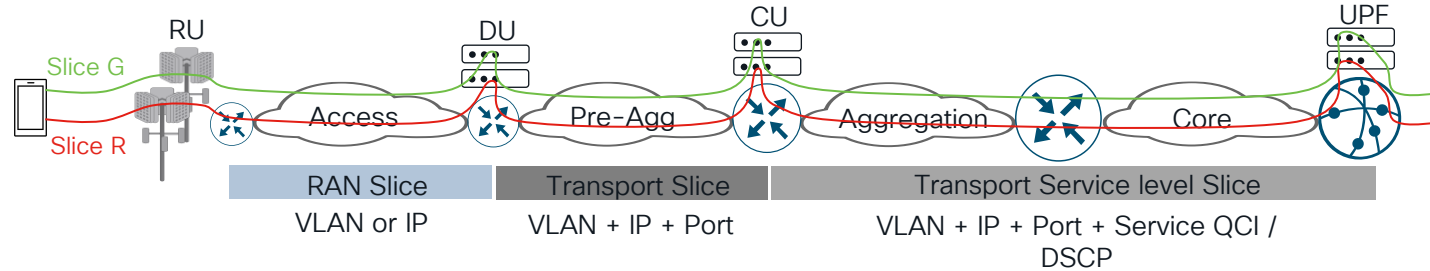 RU
DU
CU
UPF
Slice G
Slice R
Access
Pre-Agg
Aggregation
Core
RAN Slice
Transport Slice
Transport Service level Slice
VLAN or IP
VLAN + IP + Port
VLAN + IP + Port + Service QCI /
DSCP